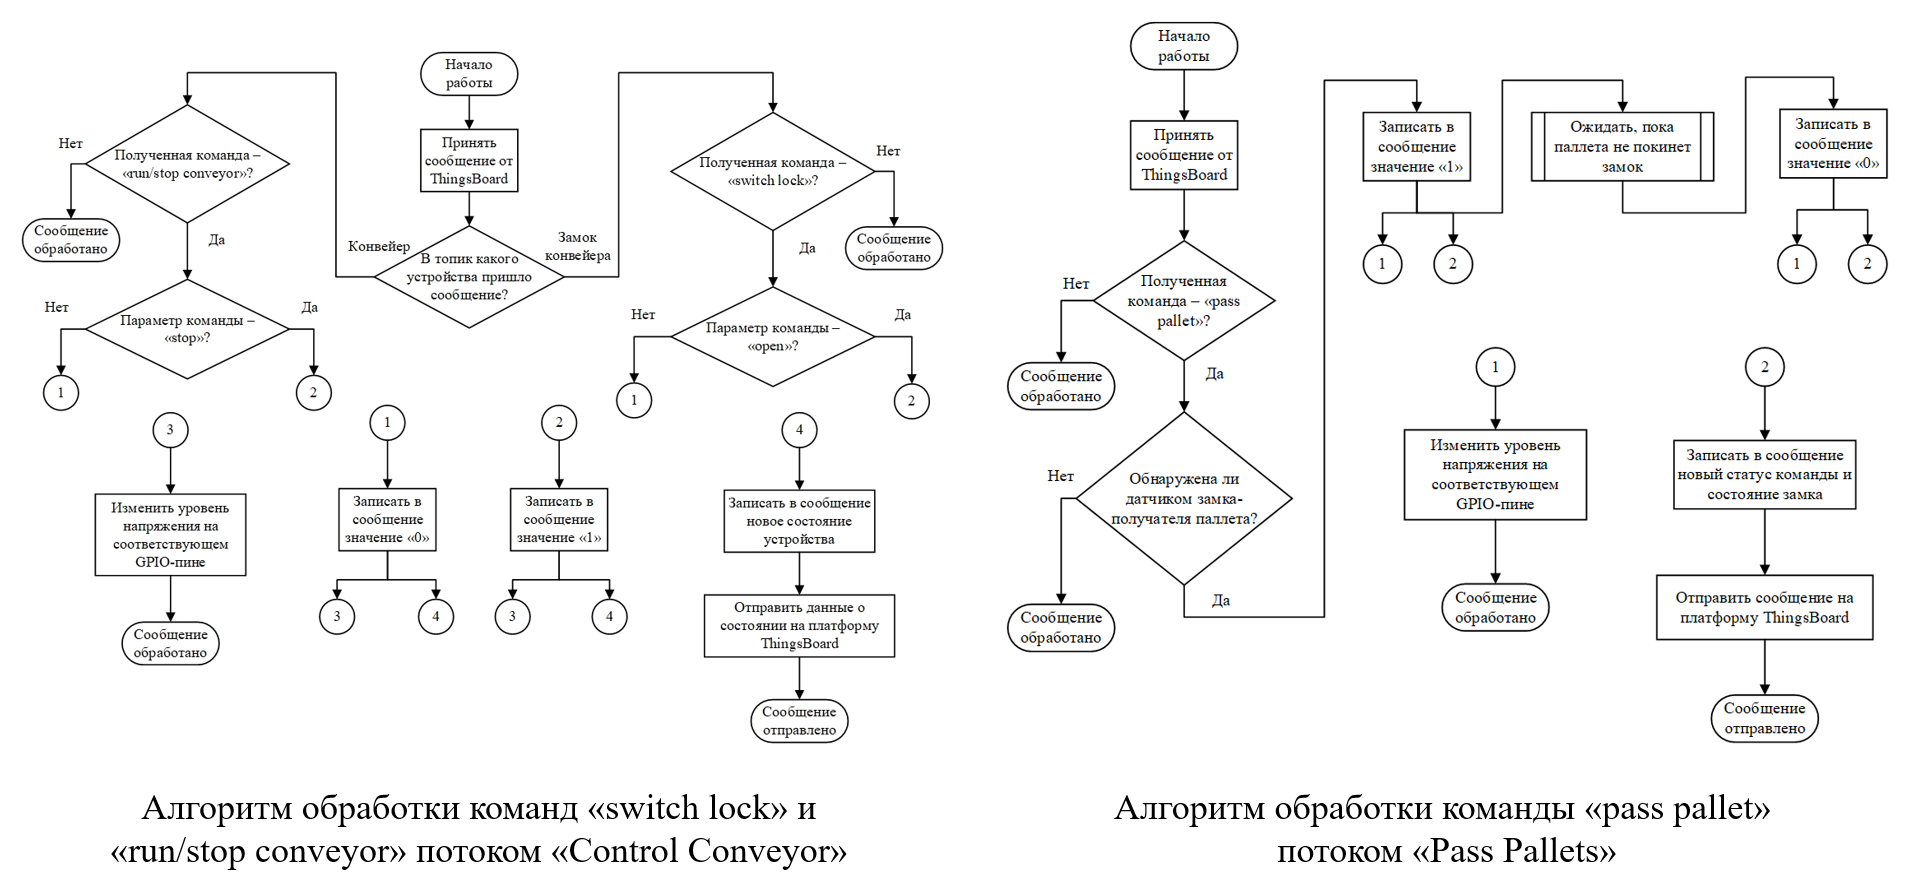 Начало
работы
Принять
сообщение от
ThingsBoard
В топик какого
устройства пришло
сообщение?
Конвейер
Замок
конвейера
Полученная команда –
«run/stop conveyor»?
Нет
Сообщение
обработано
Да
Параметр команды –
«stop»?
Нет
Да
1
2
Полученная команда –
«switch lock»?
Нет
Сообщение
обработано
Да
Параметр команды –
«open»?
Нет
Да
1
2
3
Изменить уровень
напряжения на
соответствующем
GPIO-пине
Сообщение
обработано
1
Записать в
сообщение
значение «0»
3
4
2
Записать в
сообщение
значение «1»
3
4
4
Записать в сообщение
новое состояние
устройства
Отправить данные о
состоянии на платформу
ThingsBoard
Сообщение
отправлено
Алгоритм обработки команд «switch lock» и
«run/stop conveyor» потоком «Control Conveyor»
Начало
работы
Принять
сообщение от
ThingsBoard
Полученная
команда – «pass
pallet»?
Нет
Сообщение
обработано
Да
Обнаружена ли
датчиком замка-
получателя паллета?
Нет
Сообщение
обработано
Да
Записать в
сообщение
значение «1»
1
2
Ожидать, пока
паллета не покинет
замок
Записать в
сообщение
значение «0»
1
2
1
Изменить уровень
напряжения на
соответствующем
GPIO-пине
Сообщение
обработано
2
Записать в сообщение
новый статус команды и
состояние замка
Отправить сообщение на
платформу ThingsBoard
Сообщение
отправлено
Алгоритм обработки команды «pass pallet»
потоком «Pass Pallets»